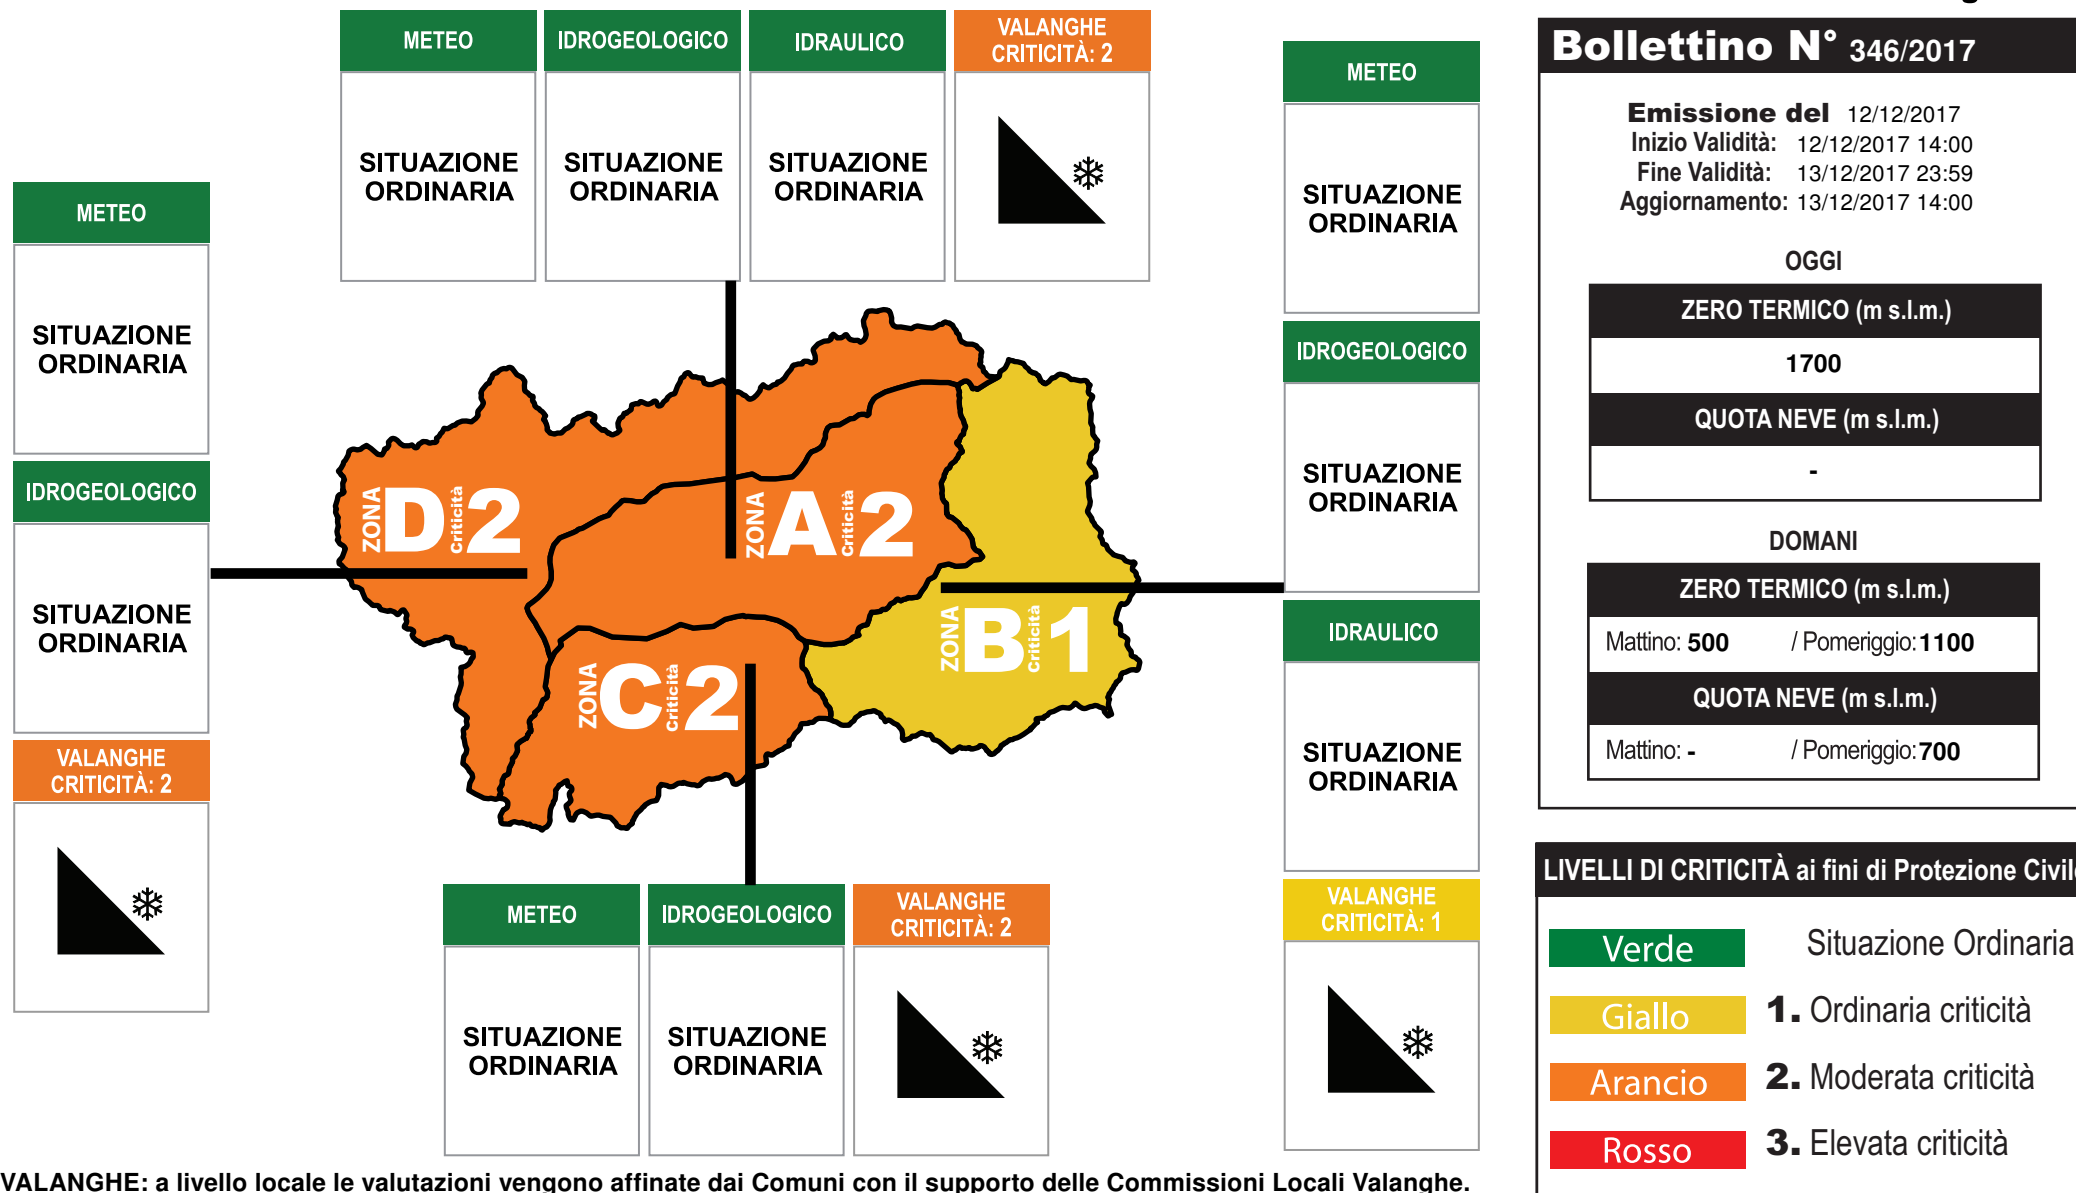 METEO
IDROGEOLOGICO
IDRAULICO
VALANGHE
CRITICITÀ: 2
SITUAZIONE
ORDINARIA
SITUAZIONE
ORDINARIA
SITUAZIONE
ORDINARIA
METEO
SITUAZIONE
ORDINARIA
IDROGEOLOGICO
SITUAZIONE
ORDINARIA
VALANGHE
CRITICITÀ: 2
ZONA D Criticità 2
ZONA A Criticità 2
ZONA B Criticità 1
ZONA C Criticità 2
METEO
SITUAZIONE
ORDINARIA
IDROGEOLOGICO
SITUAZIONE
ORDINARIA
IDRAULICO
SITUAZIONE
ORDINARIA
VALANGHE
CRITICITÀ: 1
METEO
IDROGEOLOGICO
VALANGHE
CRITICITÀ: 2
SITUAZIONE
ORDINARIA
SITUAZIONE
ORDINARIA
Bollettino N° 346/2017
Emissione del 12/12/2017
Inizio Validità: 12/12/2017 14:00
Fine Validità: 13/12/2017 23:59
Aggiornamento: 13/12/2017 14:00
OGGI
ZERO TERMICO (m s.l.m.)
1700
QUOTA NEVE (m s.l.m.)
-
DOMANI
ZERO TERMICO (m s.l.m.)
Mattino: 500 / Pomeriggio: 1100
QUOTA NEVE (m s.l.m.)
Mattino: - / Pomeriggio: 700
LIVELLI DI CRITICITÀ ai fini di Protezione Civile
Verde Situazione Ordinaria
Giallo 1. Ordinaria criticità
Arancio 2. Moderata criticità
Rosso 3. Elevata criticità
VALANGHE: a livello locale le valutazioni vengono affinate dai Comuni con il supporto delle Commissioni Locali Valanghe.